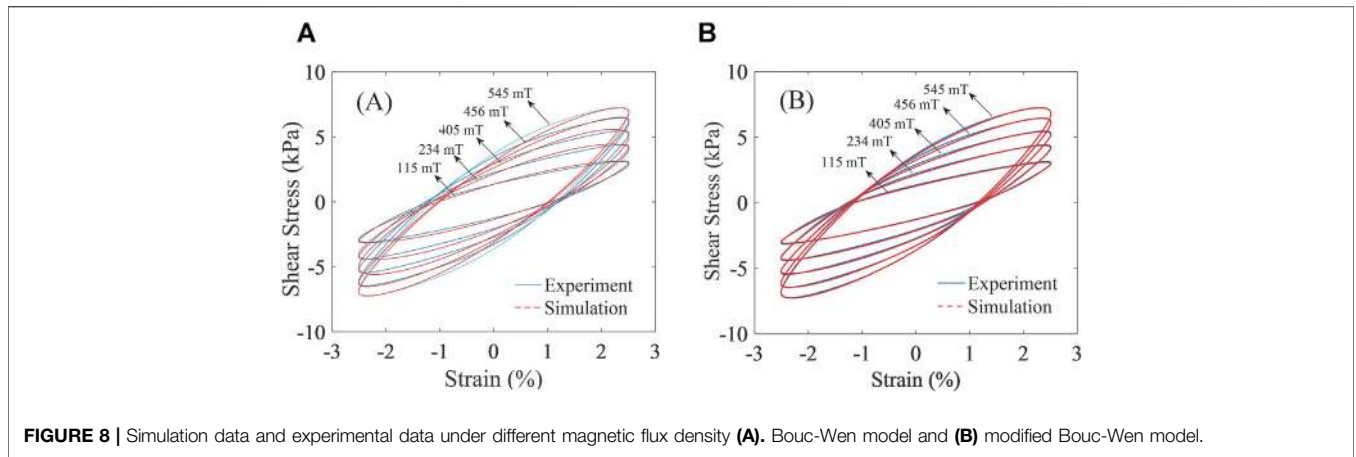 A
(A)
10
5
0
-5
-10
Shear Stress (kPa)
545 mT
456 mT
405 mT
234 mT
115 mT
Experiment
Simulation
-3 -2 -1 0 1 2 3
Strain (%)
B
(B)
10
5
0
-5
-10
Shear Stress (kPa)
545 mT
456 mT
405 mT
234 mT
115 mT
Experiment
Simulation
-3 -2 -1 0 1 2 3
Strain (%)
FIGURE 8 | Simulation data and experimental data under different magnetic flux density (A). Bouc-Wen model and (B) modified Bouc-Wen model.